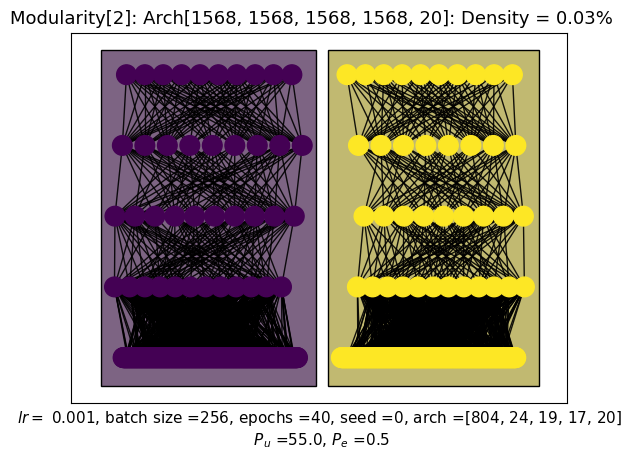 Modularity[2]: Arch[1568, 1568, 1568, 1568, 20]: Density = 0.03%
lr = 0.001, batch size =256, epochs =40, seed =0, arch =[804, 24, 19, 17, 20]
P_u =55.0, P_e =0.5